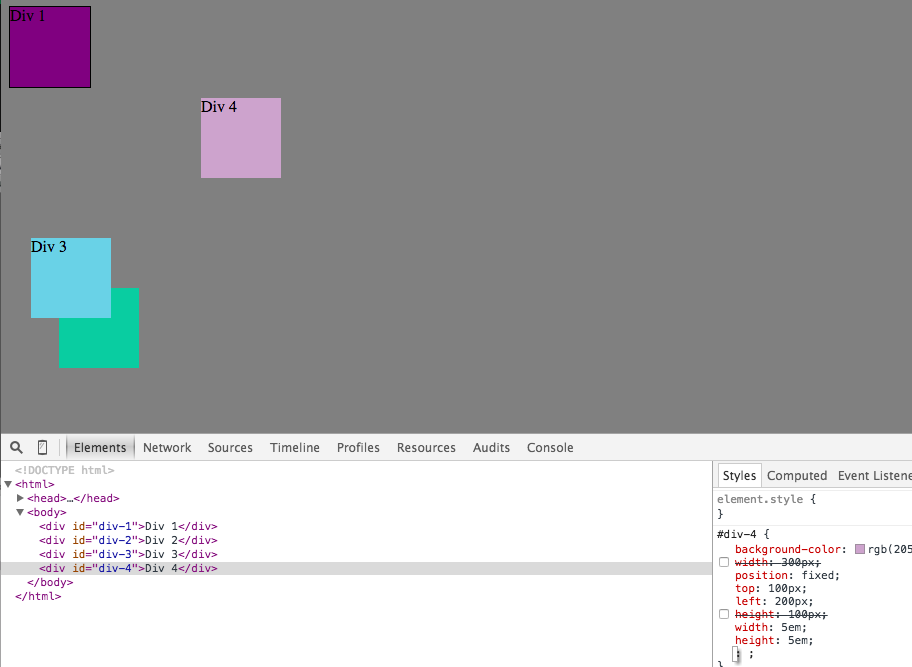 Div 1
Div 4
Div 3
Elements Network Sources Timeline Profiles Resources Audits Console
<!DOCTYPE html>
<html>
<head>…</head>
<body>
<div id="div-1">Div 1</div>
<div id="div-2">Div 2</div>
<div id="div-3">Div 3</div>
<div id="div-4">Div 4</div>
</body>
</html>
Styles Computed Event Listene
element.style {
}
#div-4 {
background-color: rgb(205
width: 300px;
position: fixed;
top: 100px;
left: 200px;
height: 100px;
width: 5em;
height: 5em;
: ;
}